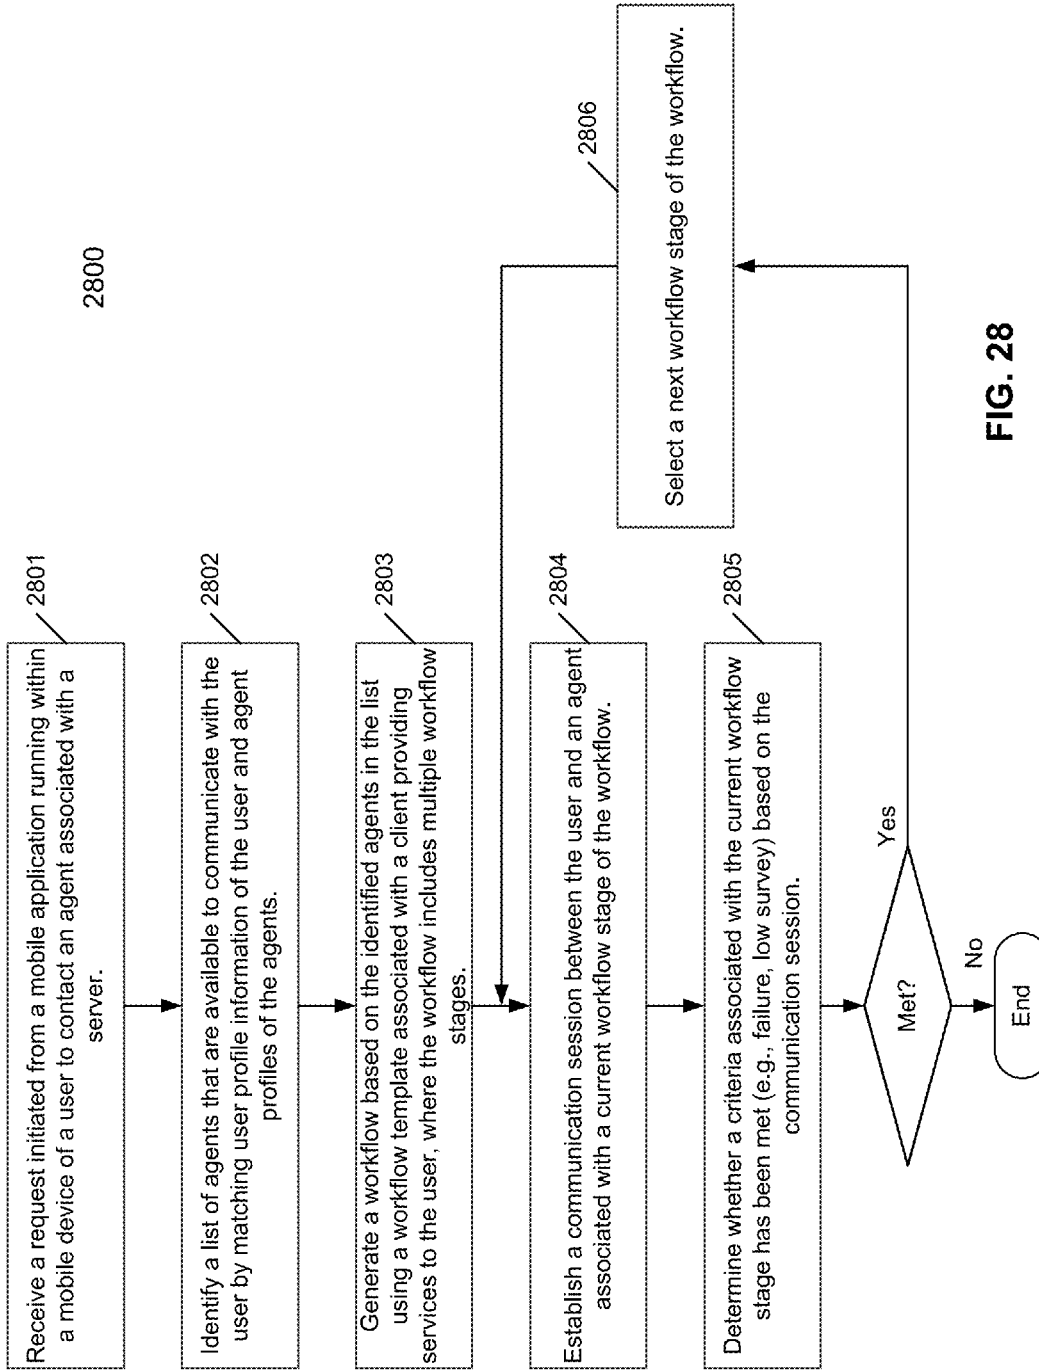 2800
Receive a request initiated from a mobile application running within
a mobile device of a user to contact an agent associated with a
server.
2801
Identify a list of agents that are available to communicate with the
user by matching user profile information of the user and agent
profiles of the agents.
2802
Generate a workflow based on the identified agents in the list
using a workflow template associated with a client providing
services to the user, where the workflow includes multiple workflow
stages.
2803
Establish a communication session between the user and an agent
associated with a current workflow stage of the workflow.
2804
Determine whether a criteria associated with the current workflow
stage has been met (e.g., failure, low survey) based on the
communication session.
2805
Met?
Yes
No
End
Select a next workflow stage of the workflow.
2806
FIG. 28